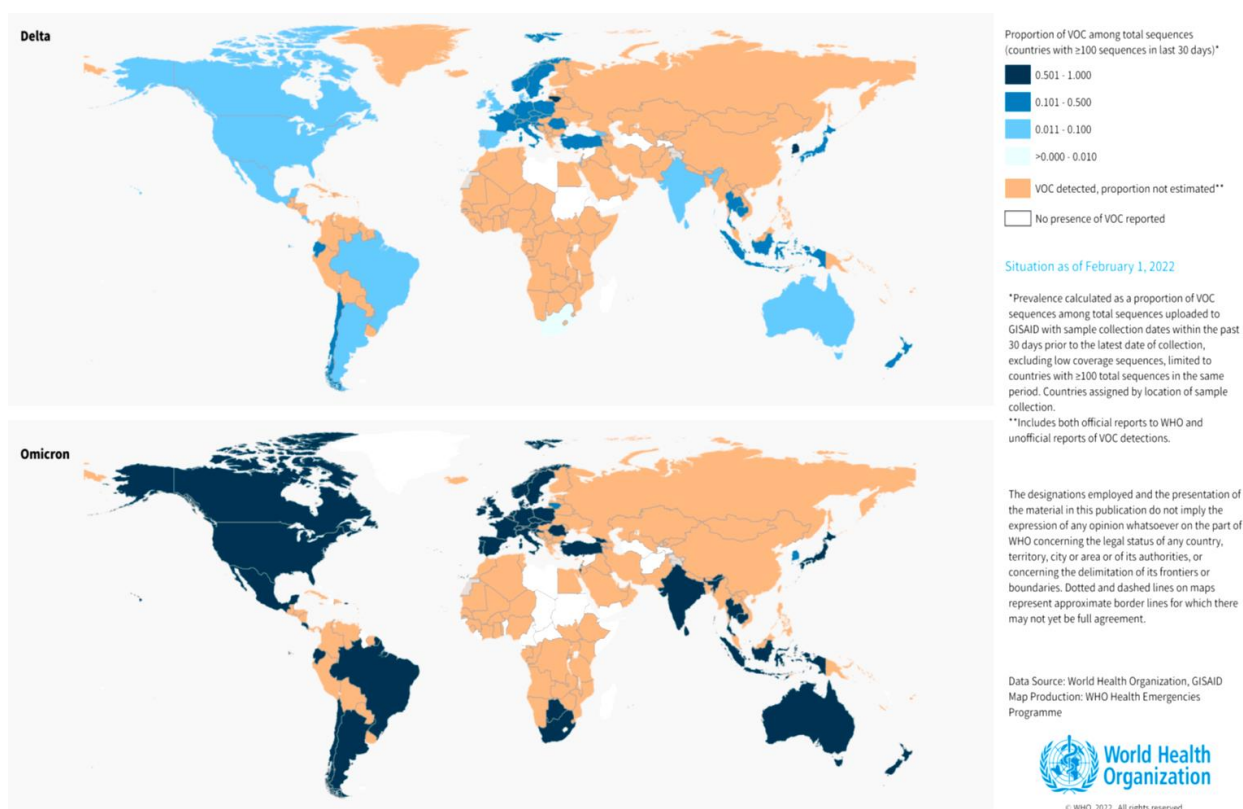 Delta
Proportion of VOC among total sequences
(countries with ≥100 sequences in last 30 days)*
0.501 - 1.000
0.101 - 0.500
0.011 - 0.100
>0.000 - 0.010
VOC detected, proportion not estimated**
No presence of VOC reported
Situation as of February 1, 2022
*Prevalence calculated as a proportion of VOC
sequences among total sequences uploaded to
GISAID with sample collection dates within the past
30 days prior to the latest date of collection,
excluding low coverage sequences, limited to
countries with ≥100 total sequences in the same
period. Countries assigned by location of sample
collection.
**Includes both official reports to WHO and
unofficial reports of VOC detections.
Omicron
The designations employed and the presentation of
the material in this publication do not imply the
expression of any opinion whatsoever on the part of
WHO concerning the legal status of any country,
territory, city or area or of its authorities, or
concerning the delimitation of its frontiers or
boundaries. Dotted and dashed lines on maps
represent approximate border lines for which there
may not yet be full agreement.
Data Source: World Health Organization, GISAID
Map Production: WHO Health Emergencies
Programme
World Health
Organization
© WHO, 2022. All rights reserved